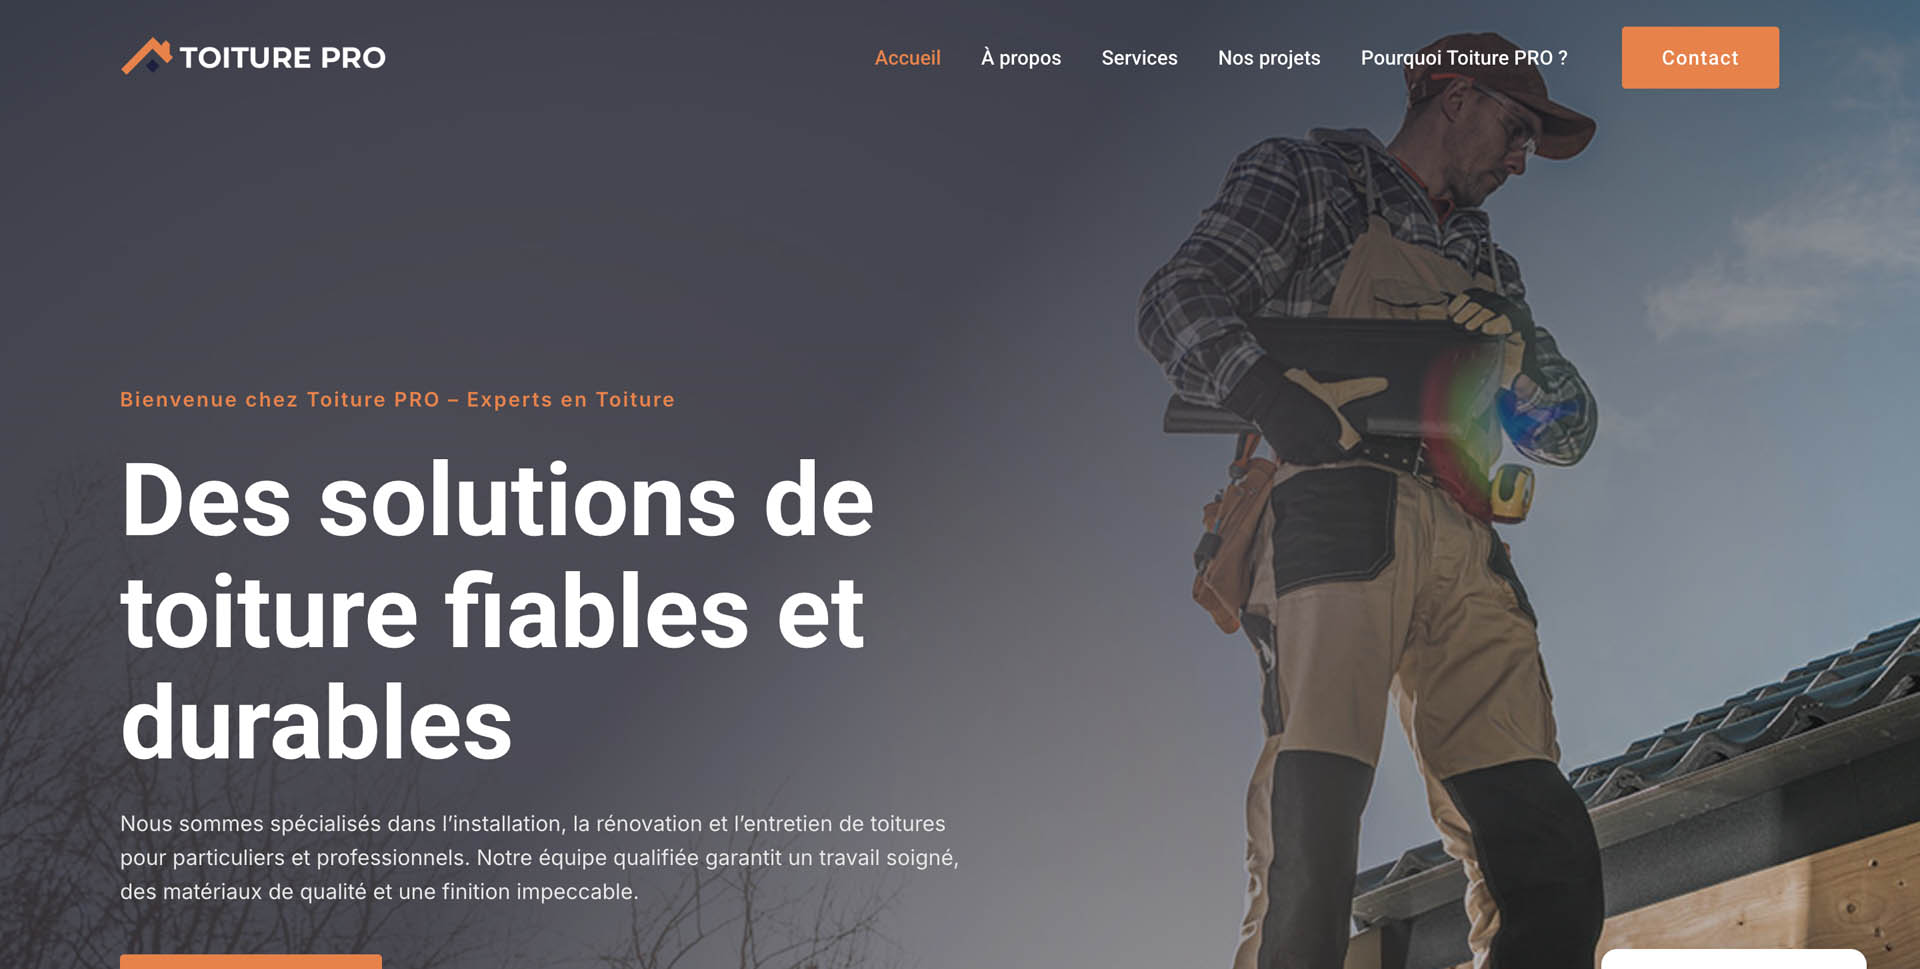 TOITURE PRO
Accueil
À propos
Services
Nos projets
Pourquoi Toiture PRO ?
Contact
Bienvenue chez Toiture PRO – Experts en Toiture
Des solutions de
toiture fiables et
durables
Nous sommes spécialisés dans l’installation, la rénovation et l’entretien de toitures
pour particuliers et professionnels. Notre équipe qualifiée garantit un travail soigné,
des matériaux de qualité et une finition impeccable.